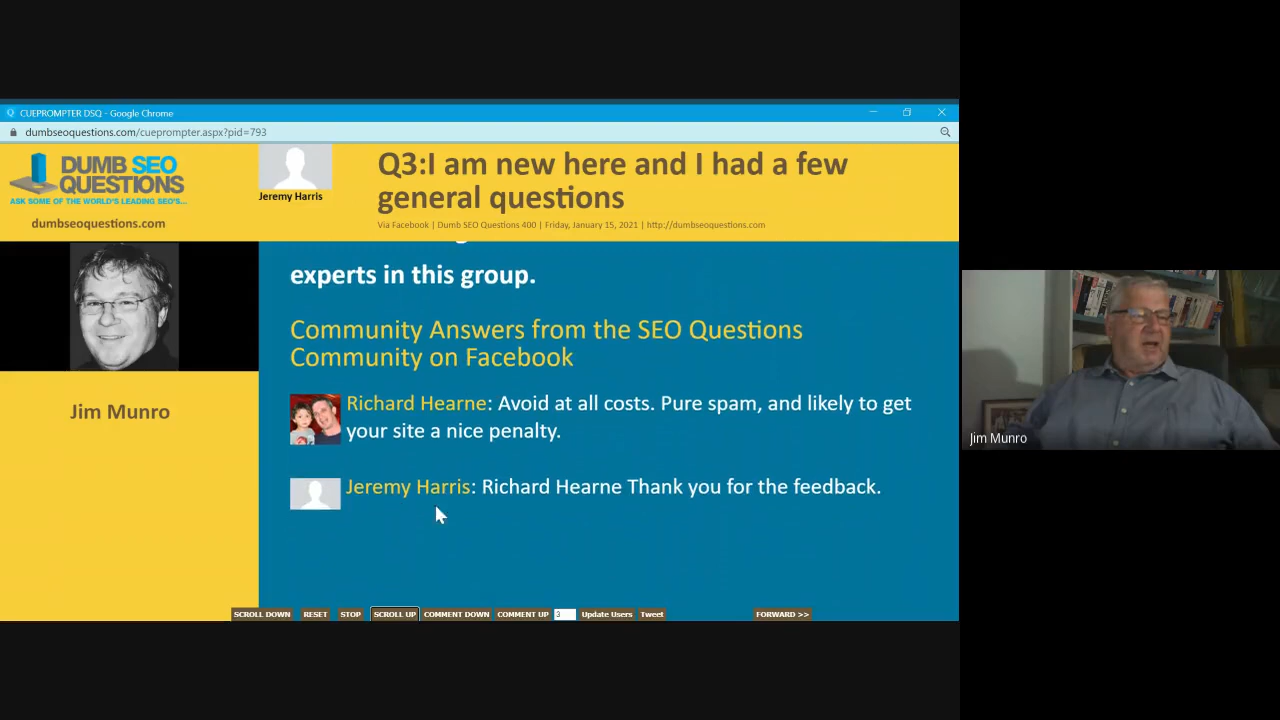 CUEPROMPTER DSQ - Google Chrome
dumbseoquestions.com/cueprompter.aspx?pid=793
DUMB SEO
QUESTIONS
ASK SOME OF THE WORLD'S LEADING SEO'S...
dumbseoquestions.com
Jeremy Harris
Q3:I am new here and I had a few
general questions
Via Facebook | Dumb SEO Questions 400 | Friday, January 15, 2021 | http://dumbseoquestions.com
Jim Munro
experts in this group.
Community Answers from the SEO Questions
Community on Facebook
Richard Hearne: Avoid at all costs. Pure spam, and likely to get
your site a nice penalty.
Jeremy Harris: Richard Hearne Thank you for the feedback.
SCROLL DOWN RESET STOP SCROLL UP COMMENT DOWN COMMENT UP 3 Update Users Tweet FORWARD >>
Jim Munro